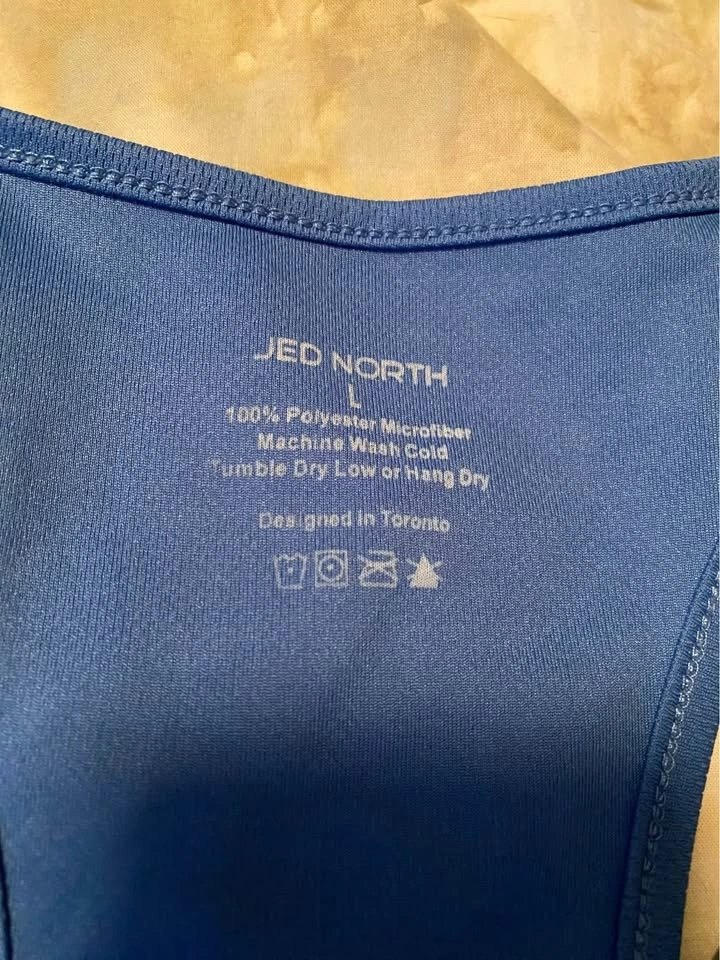 JED NORTH
L
100% Polyester Microfiber
Machine Wash Cold
Tumble Dry Low or Hang Dry
Designed in Toronto